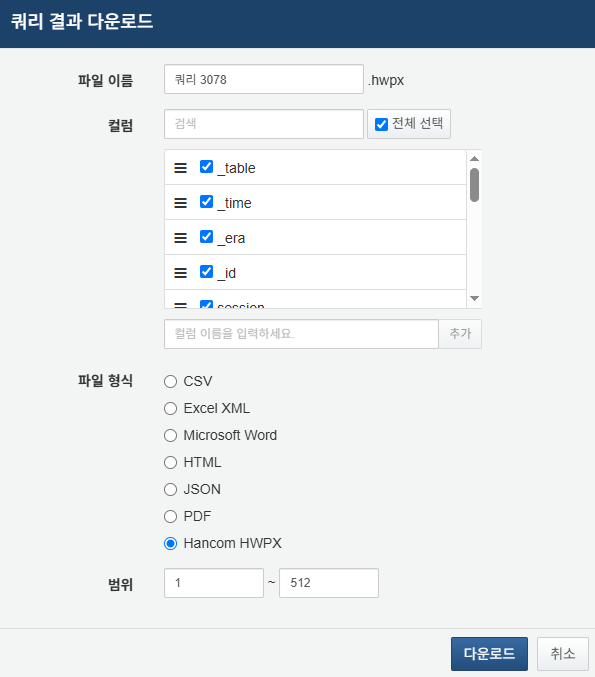 쿼리 결과 다운로드
파일 이름 쿼리 3078 .hwpx
컬럼 검색 전체 선택
_table
_time
_era
_id
session
컬럼 이름을 입력하세요. 추가
파일 형식 CSV
Excel XML
Microsoft Word
HTML
JSON
PDF
Hancom HWPX
범위 1 ~ 512
다운로드 취소